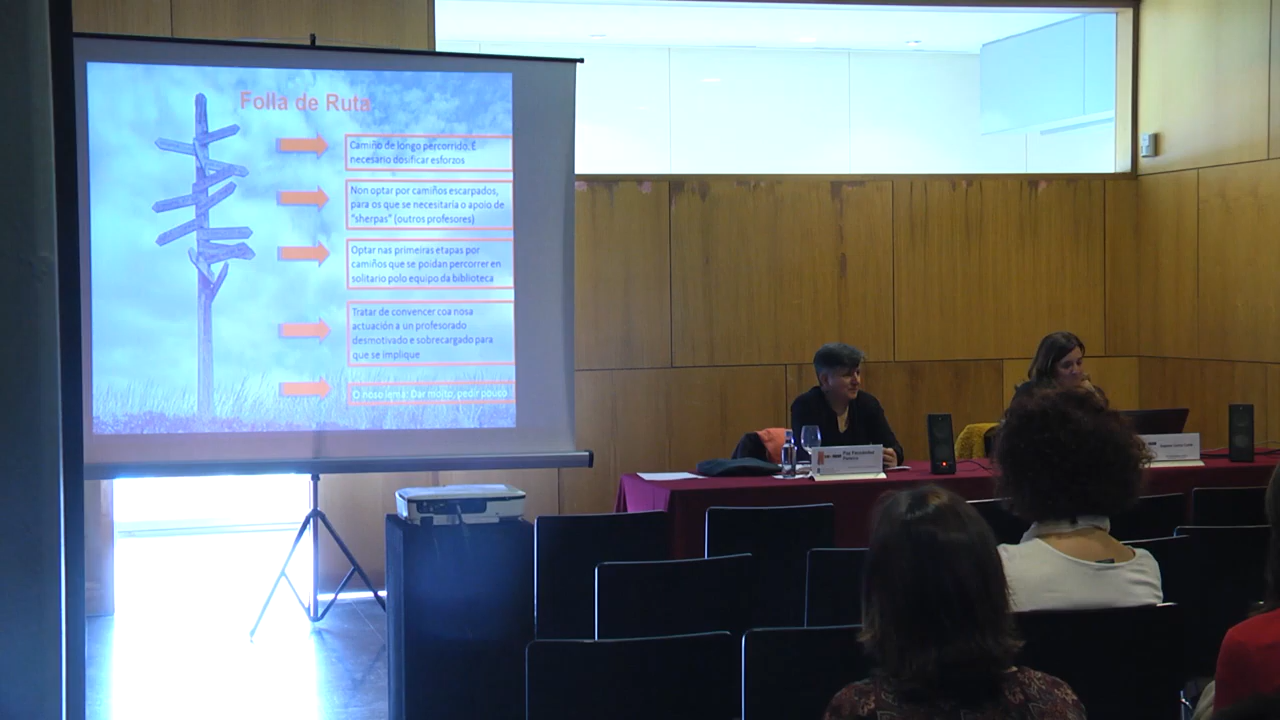 Folla de Ruta
Camiño de longo percorrido. É
necesario dosificar esforzos
Non optar por camiños escarpados,
para os que se necesitaría o apoio de
"sherpas" (outros profesores)
Optar nas primeiras etapas por
camiños que se poidan percorrer en
solitario polo equipo da biblioteca
Tratar de convencer coa nosa
actuación a un profesorado
desmotivado e sobrecargado para
que se implique
O noso lema: Dar moito, pedir pouco
Paz Fernández